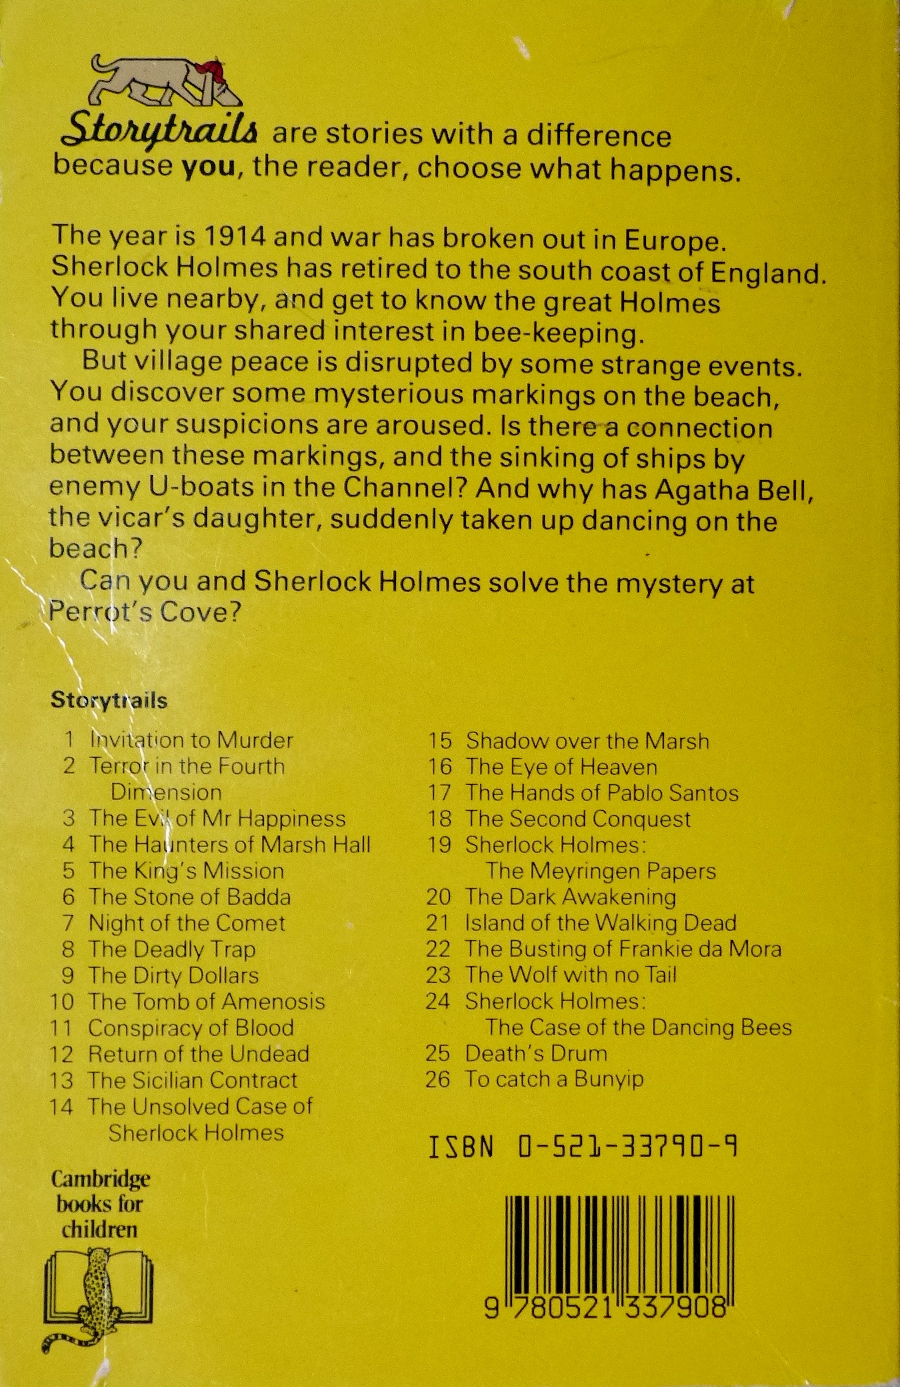 Storytrails are stories with a difference
because you, the reader, choose what happens.
The year is 1914 and war has broken out in Europe.
Sherlock Holmes has retired to the south coast of England.
You live nearby, and get to know the great Holmes
through your shared interest in bee-keeping.
But village peace is disrupted by some strange events.
You discover some mysterious markings on the beach,
and your suspicions are aroused. Is there a connection
between these markings, and the sinking of ships by
enemy U-boats in the Channel? And why has Agatha Bell,
the vicar's daughter, suddenly taken up dancing on the
beach?
Can you and Sherlock Holmes solve the mystery at
Perrot's Cove?
Storytrails
1 Invitation to Murder
2 Terror in the Fourth
Dimension
3 The Evil of Mr Happiness
4 The Haunters of Marsh Hall
5 The King's Mission
6 The Stone of Badda
7 Night of the Comet
8 The Deadly Trap
9 The Dirty Dollars
10 The Tomb of Amenosis
11 Conspiracy of Blood
12 Return of the Undead
13 The Sicilian Contract
14 The Unsolved Case of
Sherlock Holmes
15 Shadow over the Marsh
16 The Eye of Heaven
17 The Hands of Pablo Santos
18 The Second Conquest
19 Sherlock Holmes:
The Meyringen Papers
20 The Dark Awakening
21 Island of the Walking Dead
22 The Busting of Frankie da Mora
23 The Wolf with no Tail
24 Sherlock Holmes:
The Case of the Dancing Bees
25 Death's Drum
26 To catch a Bunyip
Cambridge
books for
children
ISBN 0-521-33790-9
9 780521 337908